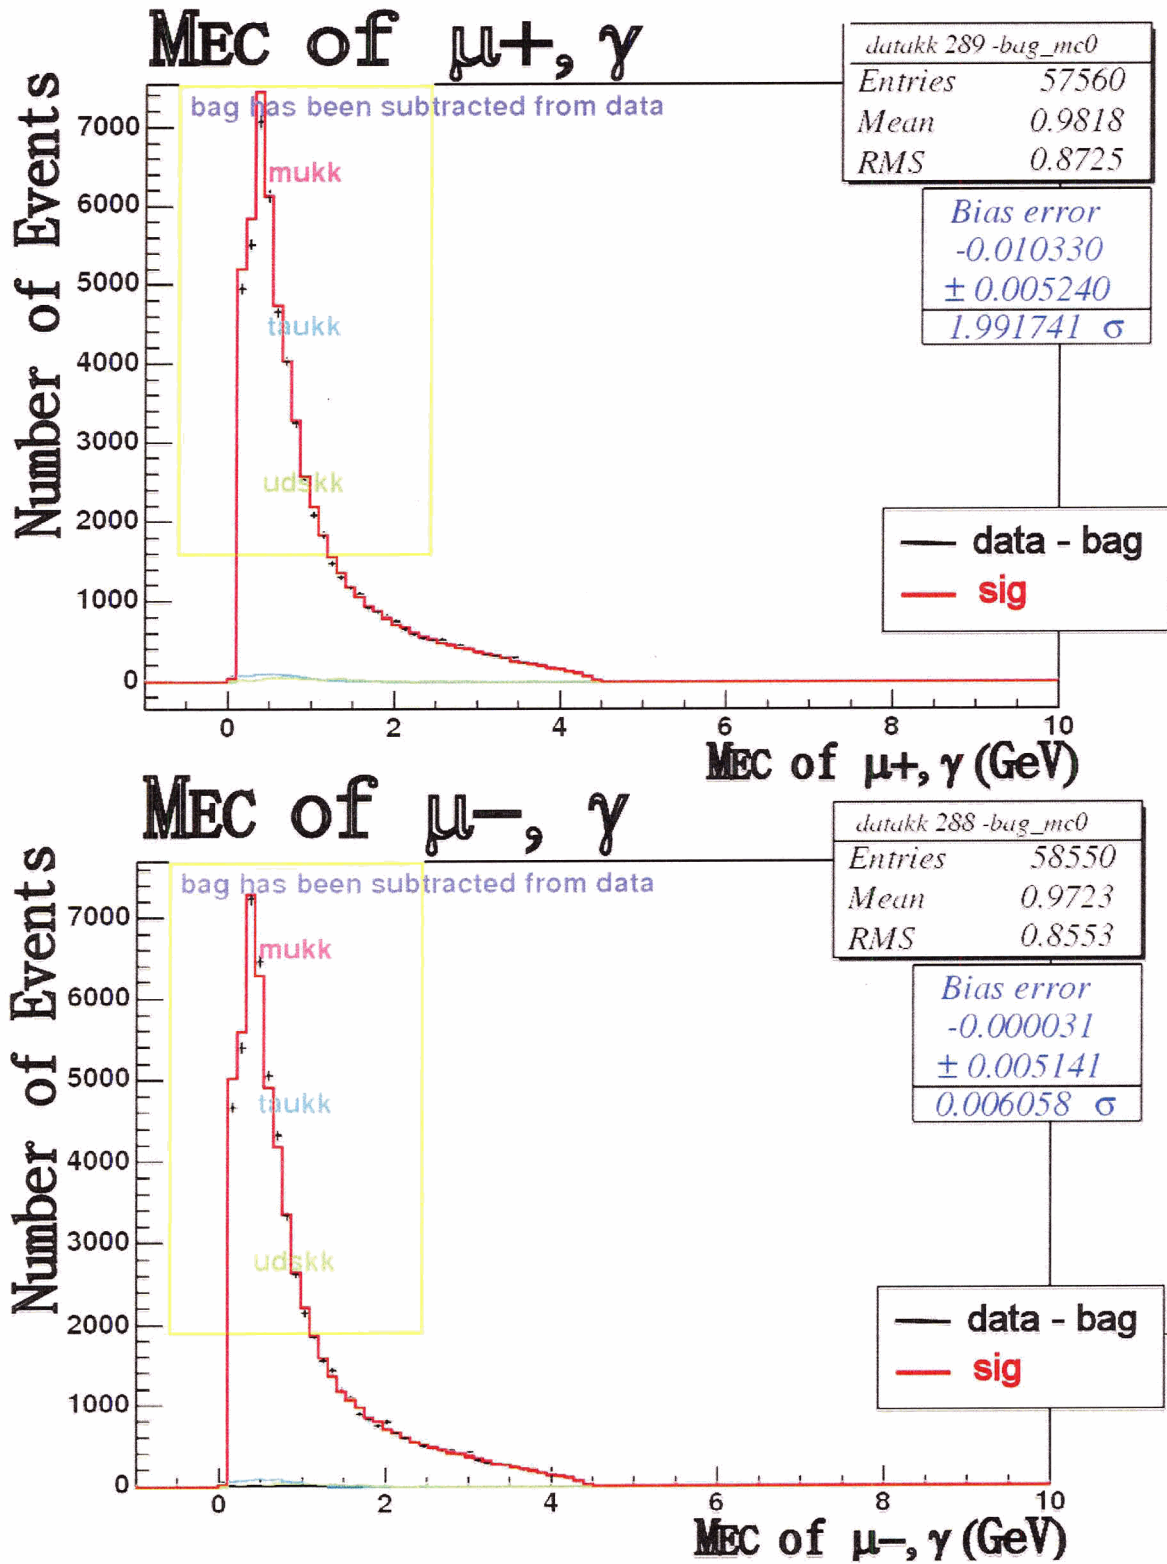 MEC of μ+, γ
datakk 289 -bag_mc0
Entries 57560
Mean 0.9818
RMS 0.8725
Bias error
-0.010330
± 0.005240
1.991741 σ
bag has been subtracted from data
mukk
taukk
udskk
Number of Events
7000
6000
5000
4000
3000
2000
1000
0
data - bag
sig
0 2 4 6 8 10
MEC of μ+, γ (GeV)
MEC of μ–, γ
datakk 288 -bag_mc0
Entries 58550
Mean 0.9723
RMS 0.8553
Bias error
-0.000031
± 0.005141
0.006058 σ
bag has been subtracted from data
mukk
taukk
udskk
Number of Events
7000
6000
5000
4000
3000
2000
1000
0
data - bag
sig
0 2 4 6 8 10
MEC of μ–, γ (GeV)